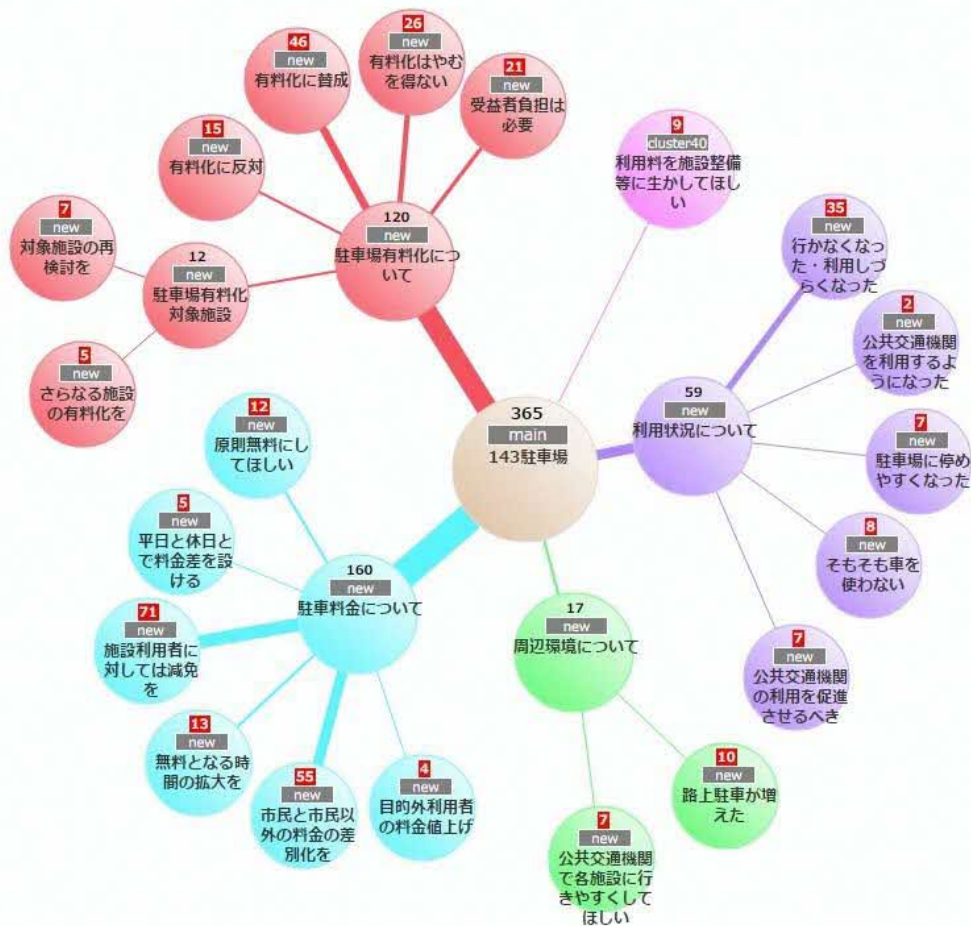 46
new
有料化に賛成
26
new
有料化はやむ
を得ない
21
new
受益者負担は
必要
15
new
有料化に反対
120
new
駐車場有料化につ
いて
7
new
対象施設の再
検討を
12
new
駐車場有料化
対象施設
5
new
さらなる施設
の有料化を
9
cluster40
利用料を施設整備
等に生かしてほし
い
35
new
行かなくなっ
た・利用しづ
らくなった
2
new
公共交通機関
を利用するよ
うになった
59
new
利用状況について
7
new
駐車場に停め
やすくなった
8
new
そもそも車を
使わない
7
new
公共交通機関
の利用を促進
させるべき
365
main
143駐車場
12
new
原則無料にし
てほしい
5
new
平日と休日と
で料金差を設
ける
160
new
駐車料金について
71
new
施設利用者に
対しては減免
を
13
new
無料となる時
間の拡大を
55
new
市民と市民以
外の料金の差
別化を
4
new
目的外利用者
の料金値上げ
17
new
周辺環境について
10
new
路上駐車が増
えた
7
new
公共交通機関
で各施設に行
きやすくして
ほしい